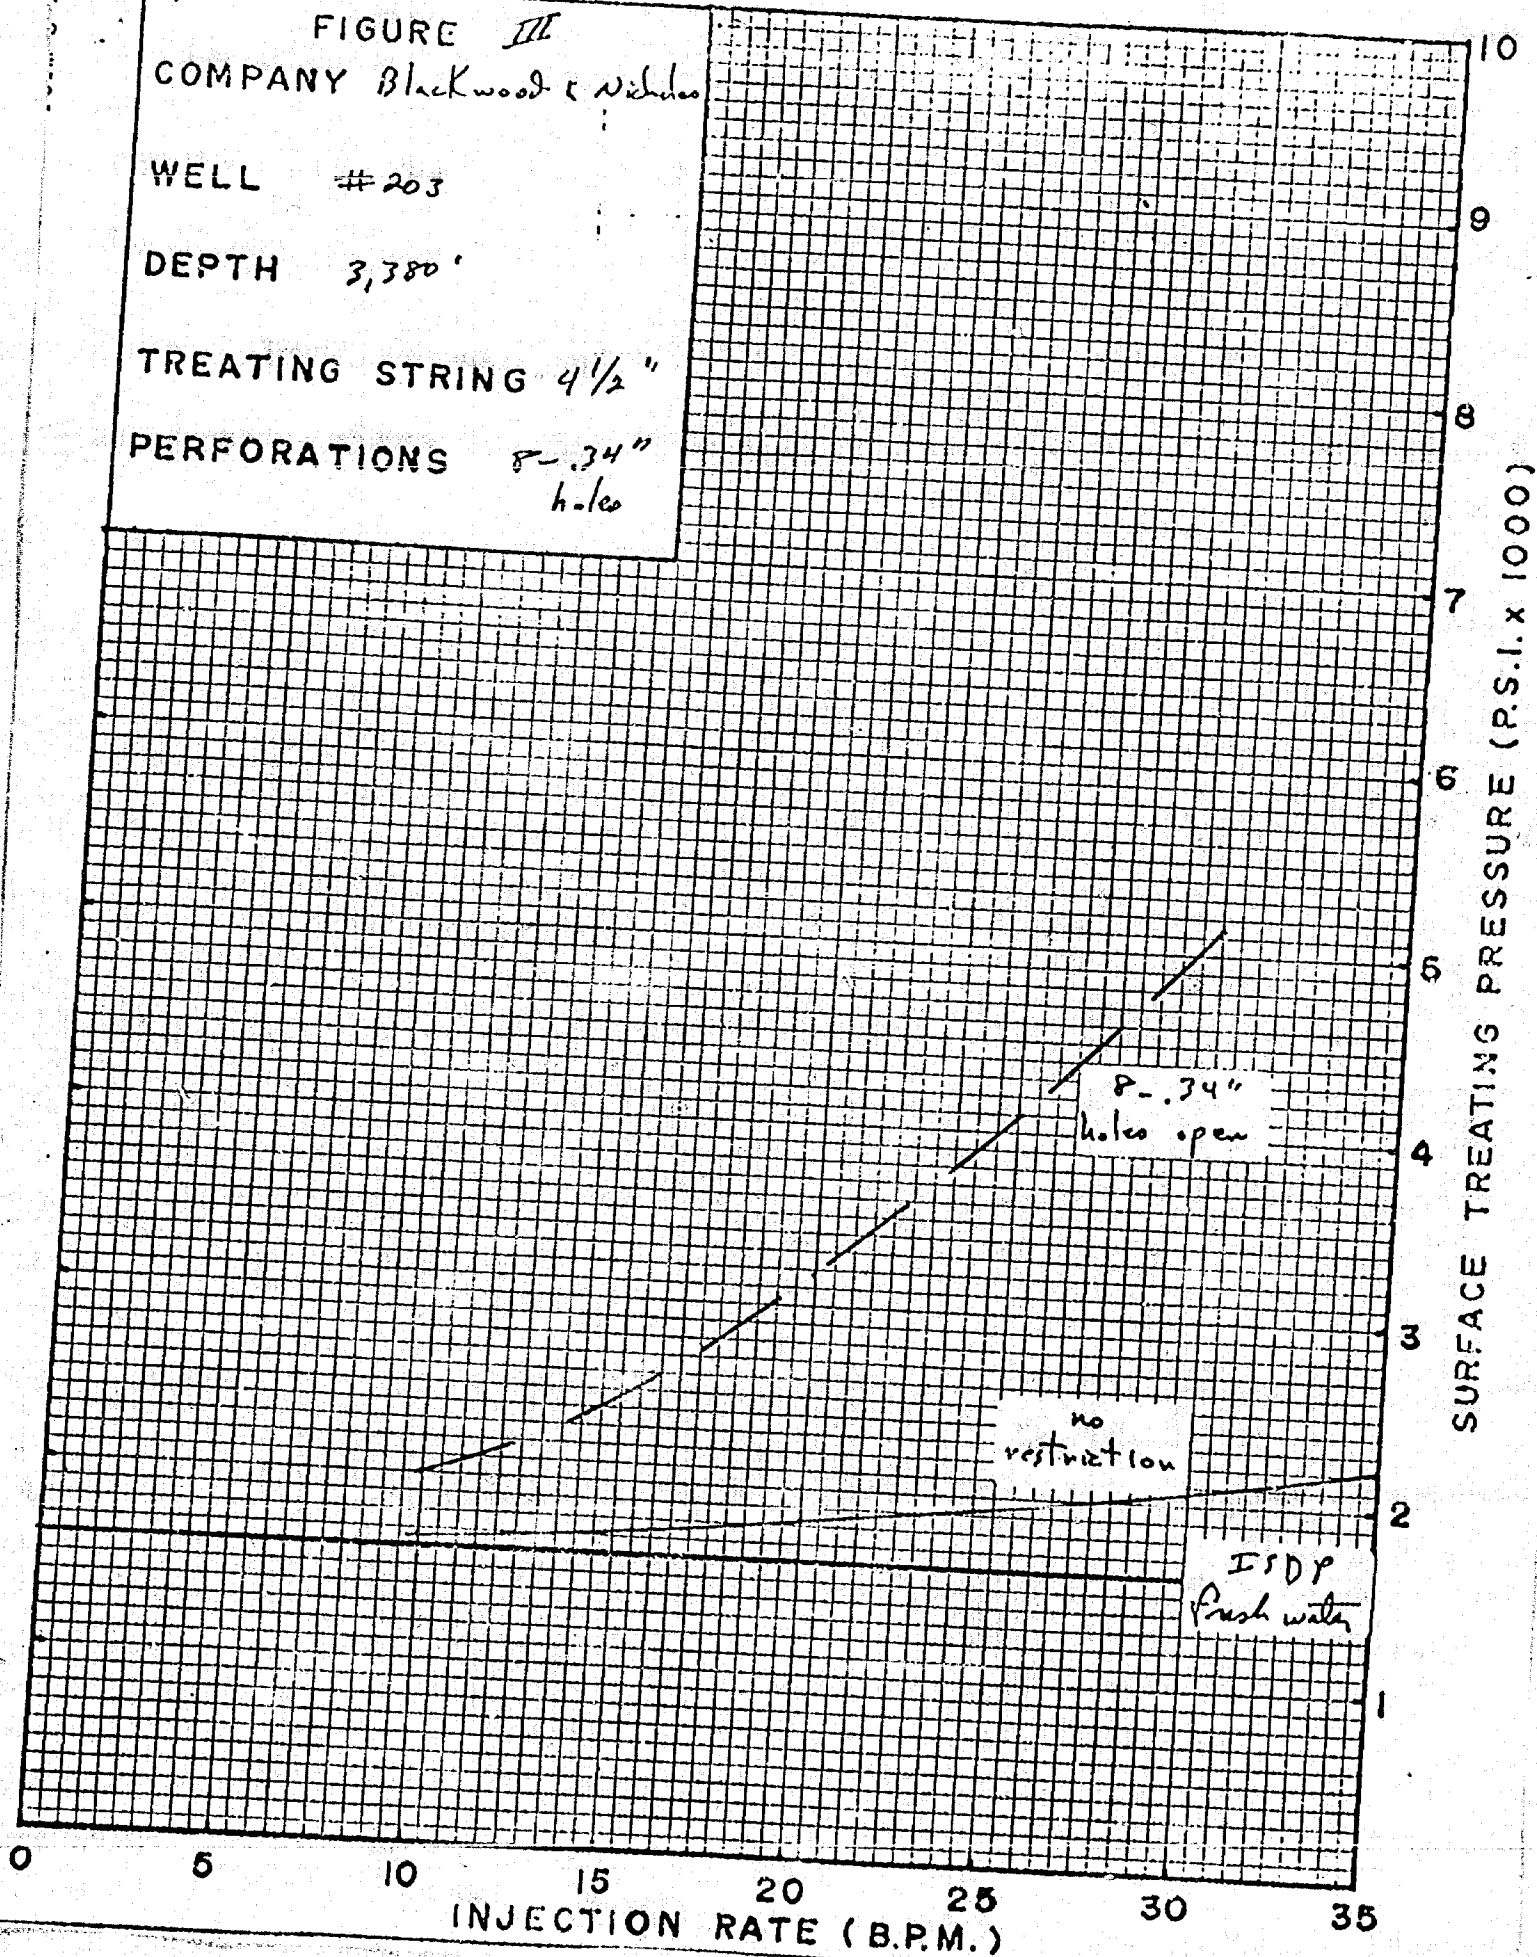 FIGURE III
COMPANY Blackwood & Nichols
WELL #203
DEPTH 3,380'
TREATING STRING 4 1/2"
PERFORATIONS 8-.34"
holes
10
9
8
7
6
5
4
3
2
1
SURFACE TREATING PRESSURE (P.S.I. x 1000)
8-.34"
holes open
no
restriction
ISDP
fresh water
0 5 10 15 20 25 30 35
INJECTION RATE (B.P.M.)